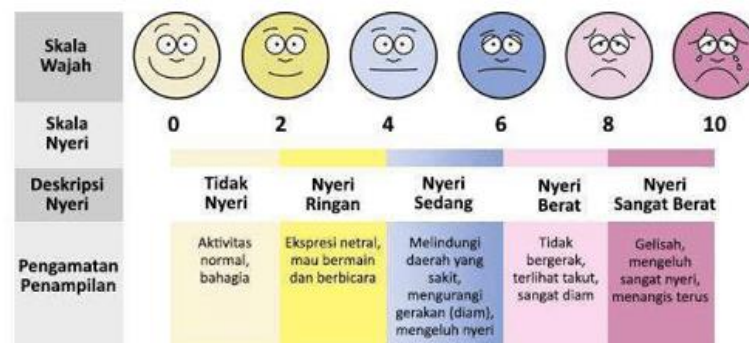 Skala
Wajah
Skala
Nyeri
0 2 4 6 8 10
Deskripsi
Nyeri
Tidak
Nyeri
Nyeri
Ringan
Nyeri
Sedang
Nyeri
Berat
Nyeri
Sangat Berat
Pengamatan
Penampilan
Aktivitas
normal,
bahagia
Ekspresi netral,
mau bermain
dan berbicara
Melindungi
daerah yang
sakit,
mengurangi
gerakan (diam),
mengeluh nyeri
Tidak
bergerak,
terlihat takut,
sangat diam
Gelisah,
mengeluh
sangat nyeri,
menangis terus